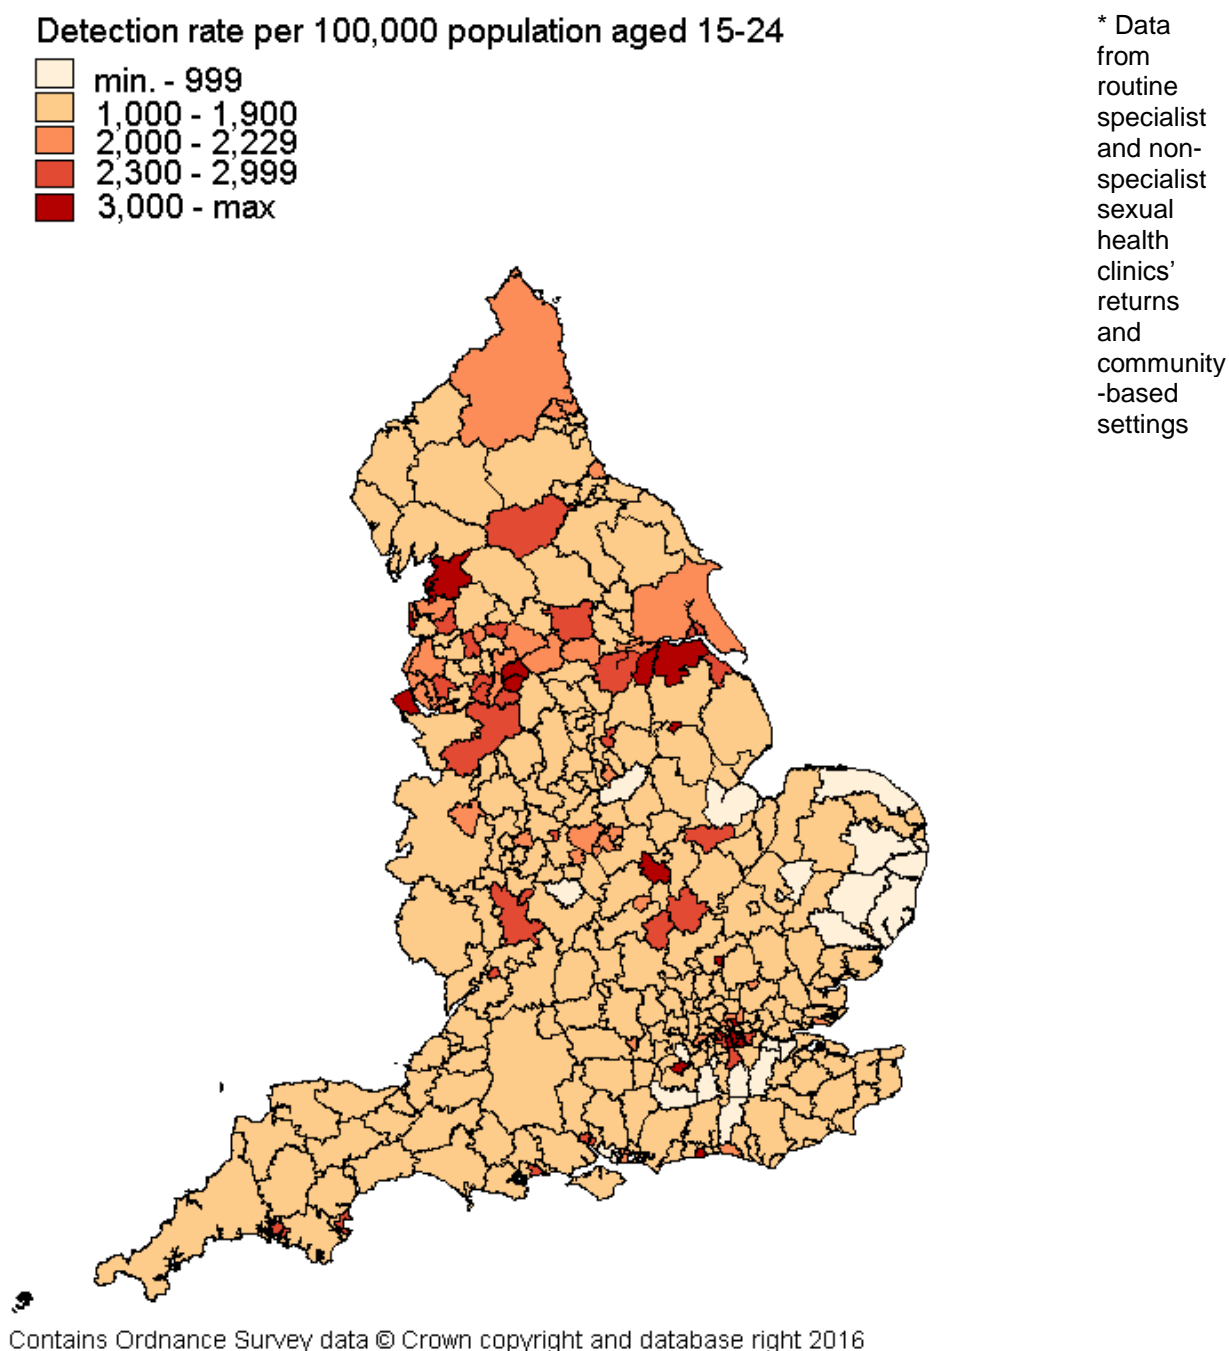 Detection rate per 100,000 population aged 15-24
min. - 999
1,000 - 1,900
2,000 - 2,229
2,300 - 2,999
3,000 - max
* Data
from
routine
specialist
and non-
specialist
sexual
health
clinics’
returns
and
community
-based
settings
Contains Ordnance Survey data © Crown copyright and database right 2016